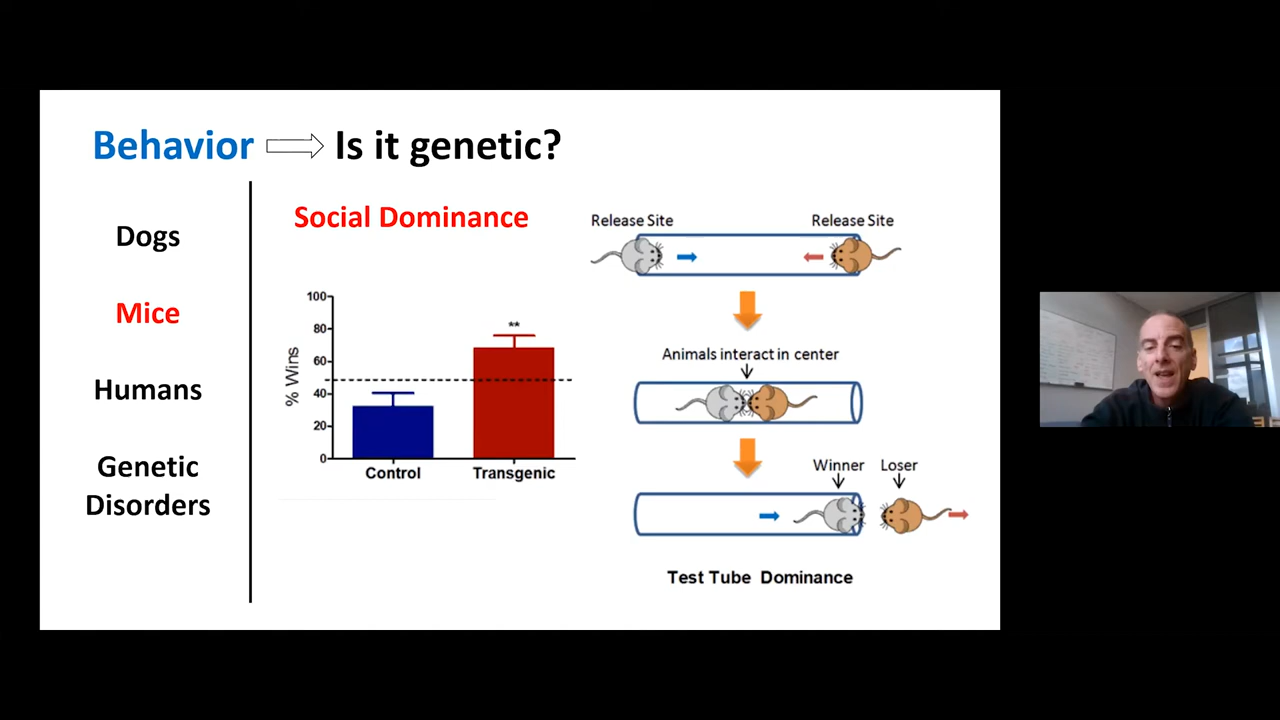 Behavior Is it genetic?
Dogs
Mice
Humans
Genetic
Disorders
Social Dominance
% Wins
100
80
60
40
20
0
**
Control
Transgenic
Release Site
Release Site
Animals interact in center
Winner
Loser
Test Tube Dominance